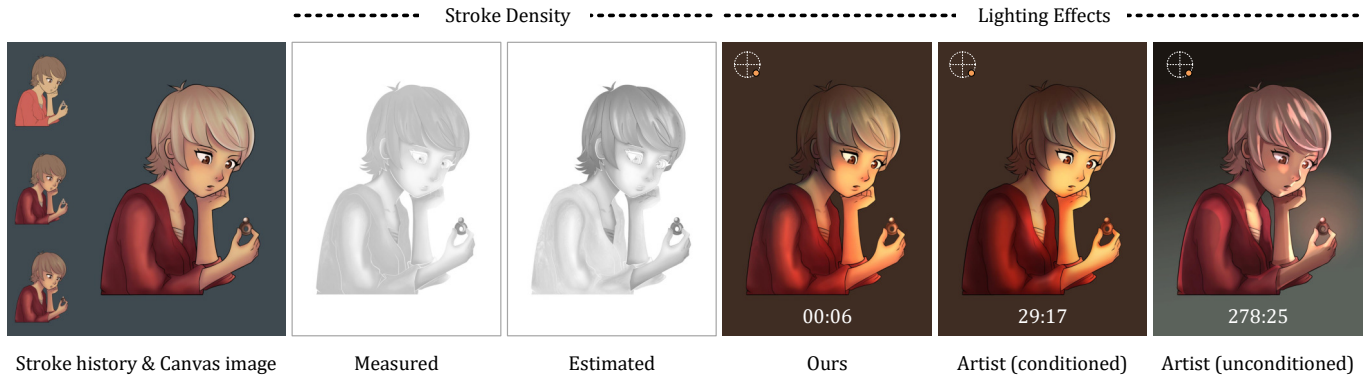 Stroke Density
Lighting Effects
00:06
29:17
278:25
Stroke history & Canvas image
Measured
Estimated
Ours
Artist (conditioned)
Artist (unconditioned)